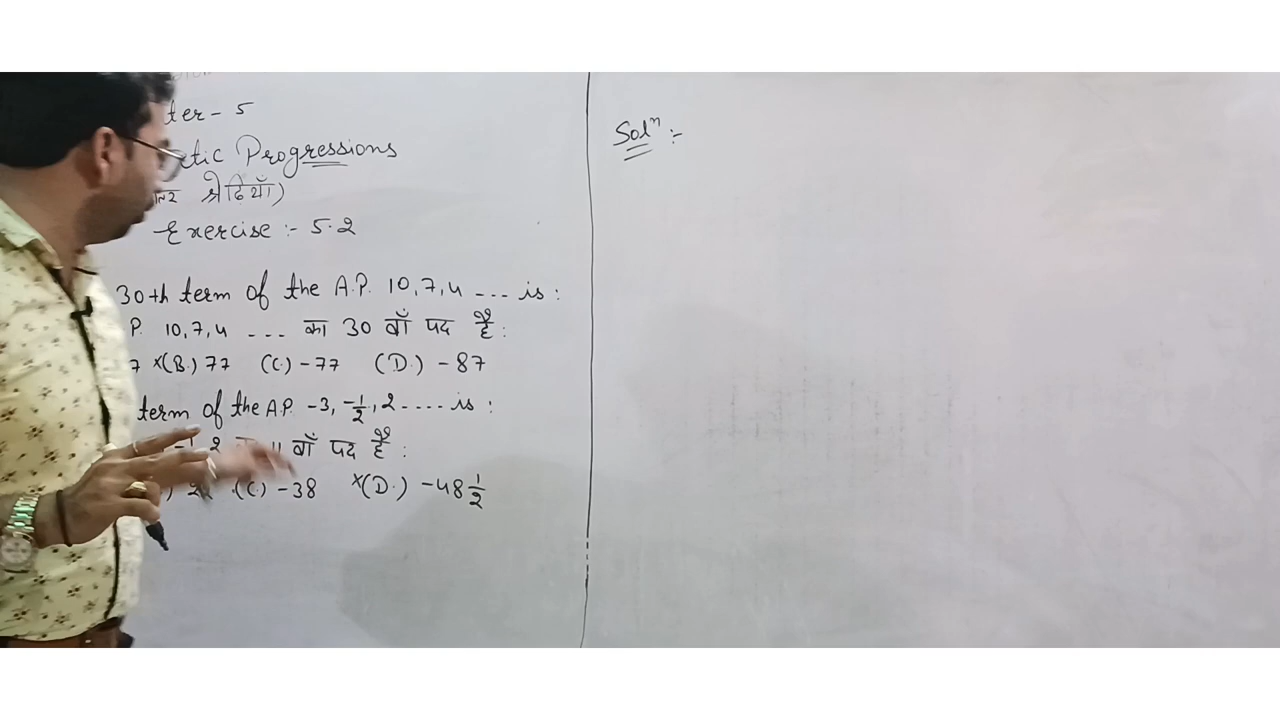 ter - 5
etic Progressions
श्रेढियाँ)
Exercise :- 5.2
30th term of the A.P. 10, 7, 4 --- is :
P. 10, 7, 4 --- का 30 वाँ पद है :
7 ×(B.) 77 (C.) -77 (D.) -87
term of the A.P. -3, -1/2, 2 ---- is :
वाँ पद है :
(C.) -38 ×(D.) -48 1/2
Solⁿ :-